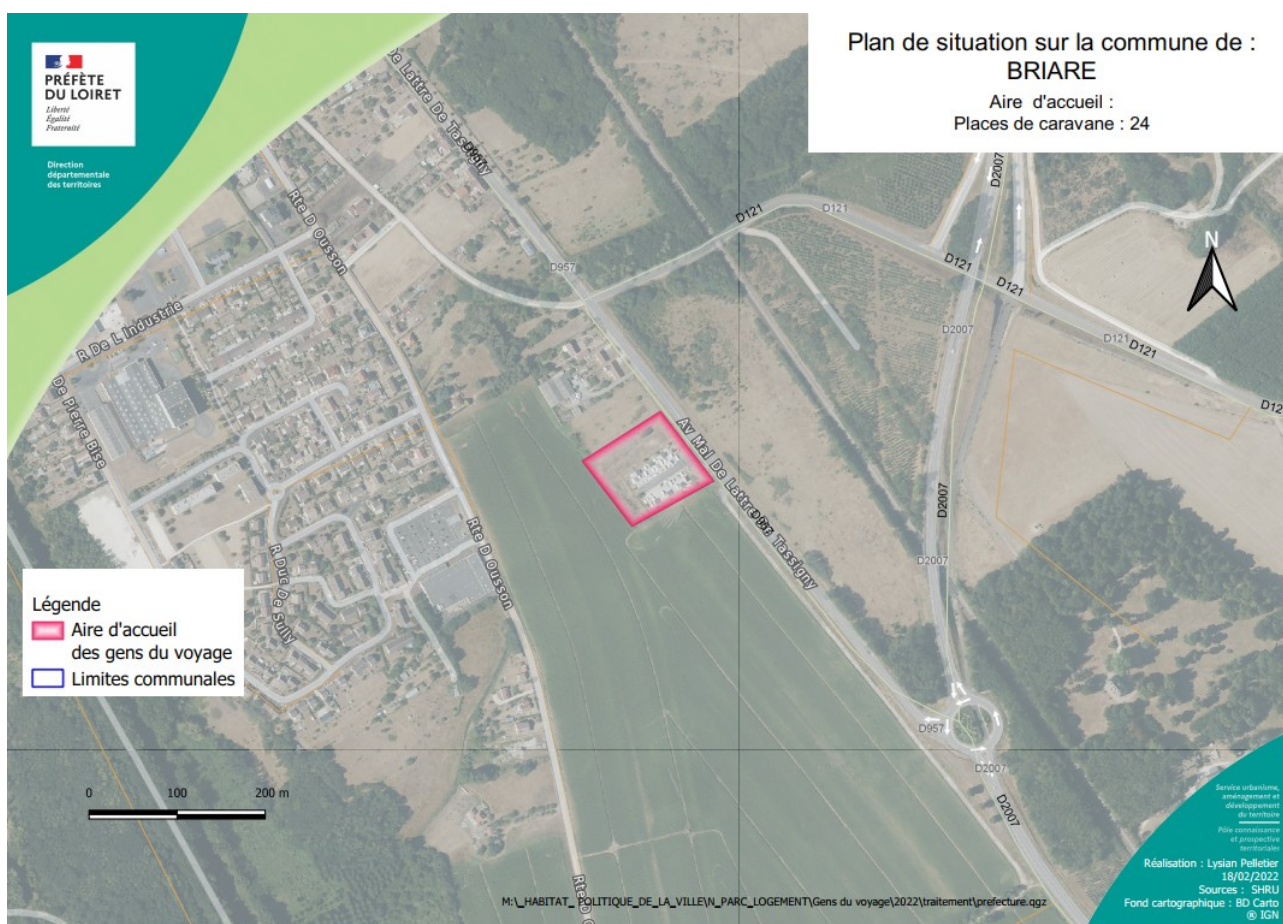 PRÉFÈTE
DU LOIRET
Liberté
Égalité
Fraternité
Direction
départementale
des territoires
Plan de situation sur la commune de :
BRIARE
Aire d'accueil :
Places de caravane : 24
De Lattre De Tassigny
D957
Rte D Ousson
R De L Industrie
De Pierre Bise
D957
D121
D121
D121
D121
D121
D121
D12
D2007
D2007
D2007
D2007
N
Av Mal De Lattre De Tassigny
D957
Rte D Ousson
R Duc De Sully
D957
D2007
D2007
Légende
Aire d'accueil
des gens du voyage
Limites communales
0 100 200 m
M:\_HABITAT_POLITIQUE_DE_LA_VILLE\N_PARC_LOGEMENT\Gens du voyage\2022\traitement\prefecture.qgz
Service urbanisme,
aménagement et
développement
du territoire
Pôle connaissance
et prospective
territoriales
Réalisation : Lysian Pelletier
18/02/2022
Sources : SHRU
Fond cartographique : BD Carto
® IGN